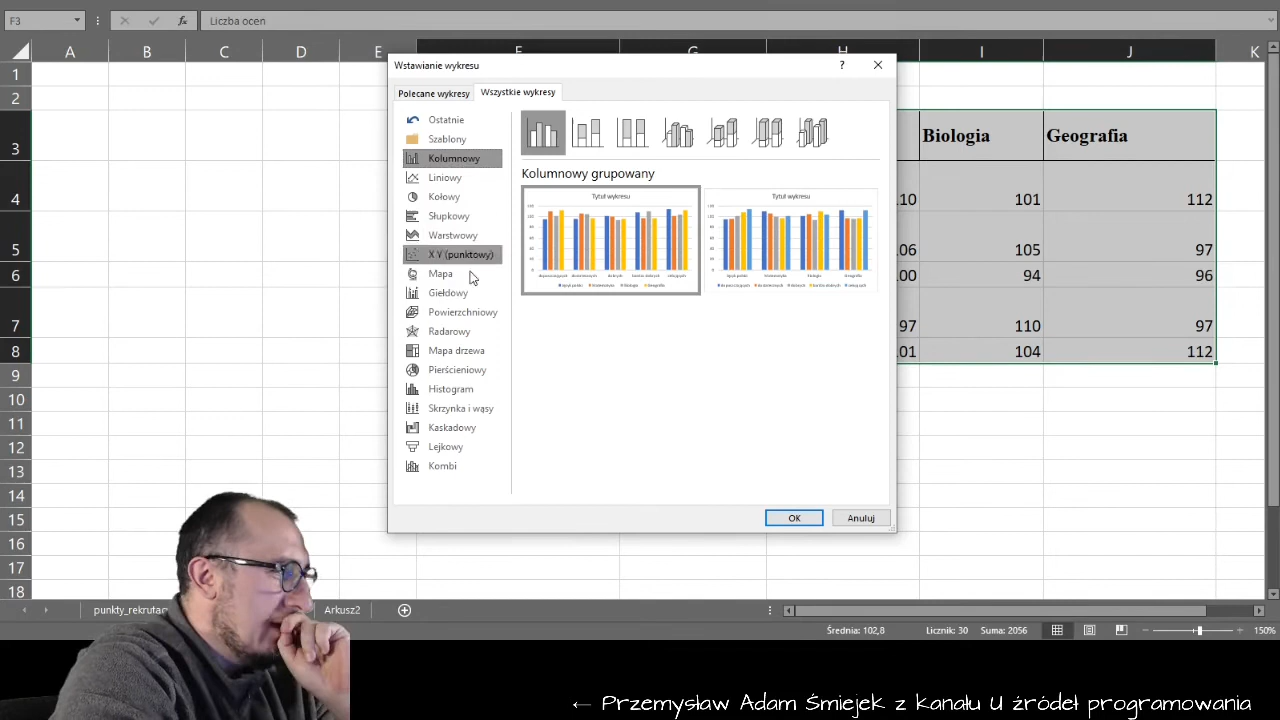 F3
Liczba ocen
A B C D E F G H I J K
Wstawianie wykresu
Polecane wykresy
Wszystkie wykresy
Ostatnie
Szablony
Kolumnowy
Liniowy
Kołowy
Słupkowy
Warstwowy
X Y (punktowy)
Mapa
Giełdowy
Powierzchniowy
Radarowy
Mapa drzewa
Pierścieniowy
Histogram
Skrzynka i wąsy
Kaskadowy
Lejkowy
Kombi
Kolumnowy grupowany
Tytuł wykresu
Tytuł wykresu
OK
Anuluj
1
2
3 Biologia Geografia
4 101 112
5 105 97
6 94 96
7 97 110 97
8 104 112
9
10
11
12
13
14
15
16
17
18
Arkusz2
Średnia: 102,8
Licznik: 30
Suma: 2056
150%
← Przemysław Adam Śmiejek z kanału U źródeł programowania